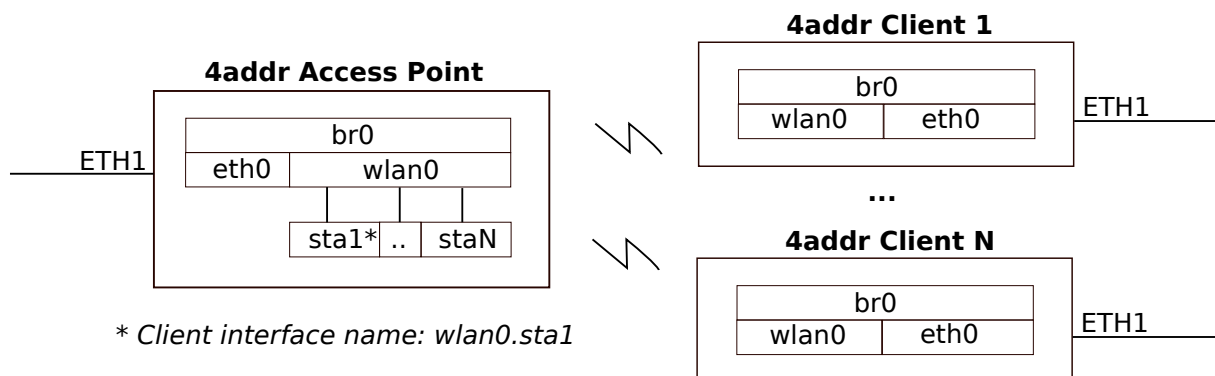 4addr Client 1
br0
wlan0 eth0
ETH1
4addr Access Point
br0
ETH1
eth0 wlan0
sta1* .. staN
...
4addr Client N
br0
wlan0 eth0
ETH1
* Client interface name: wlan0.sta1